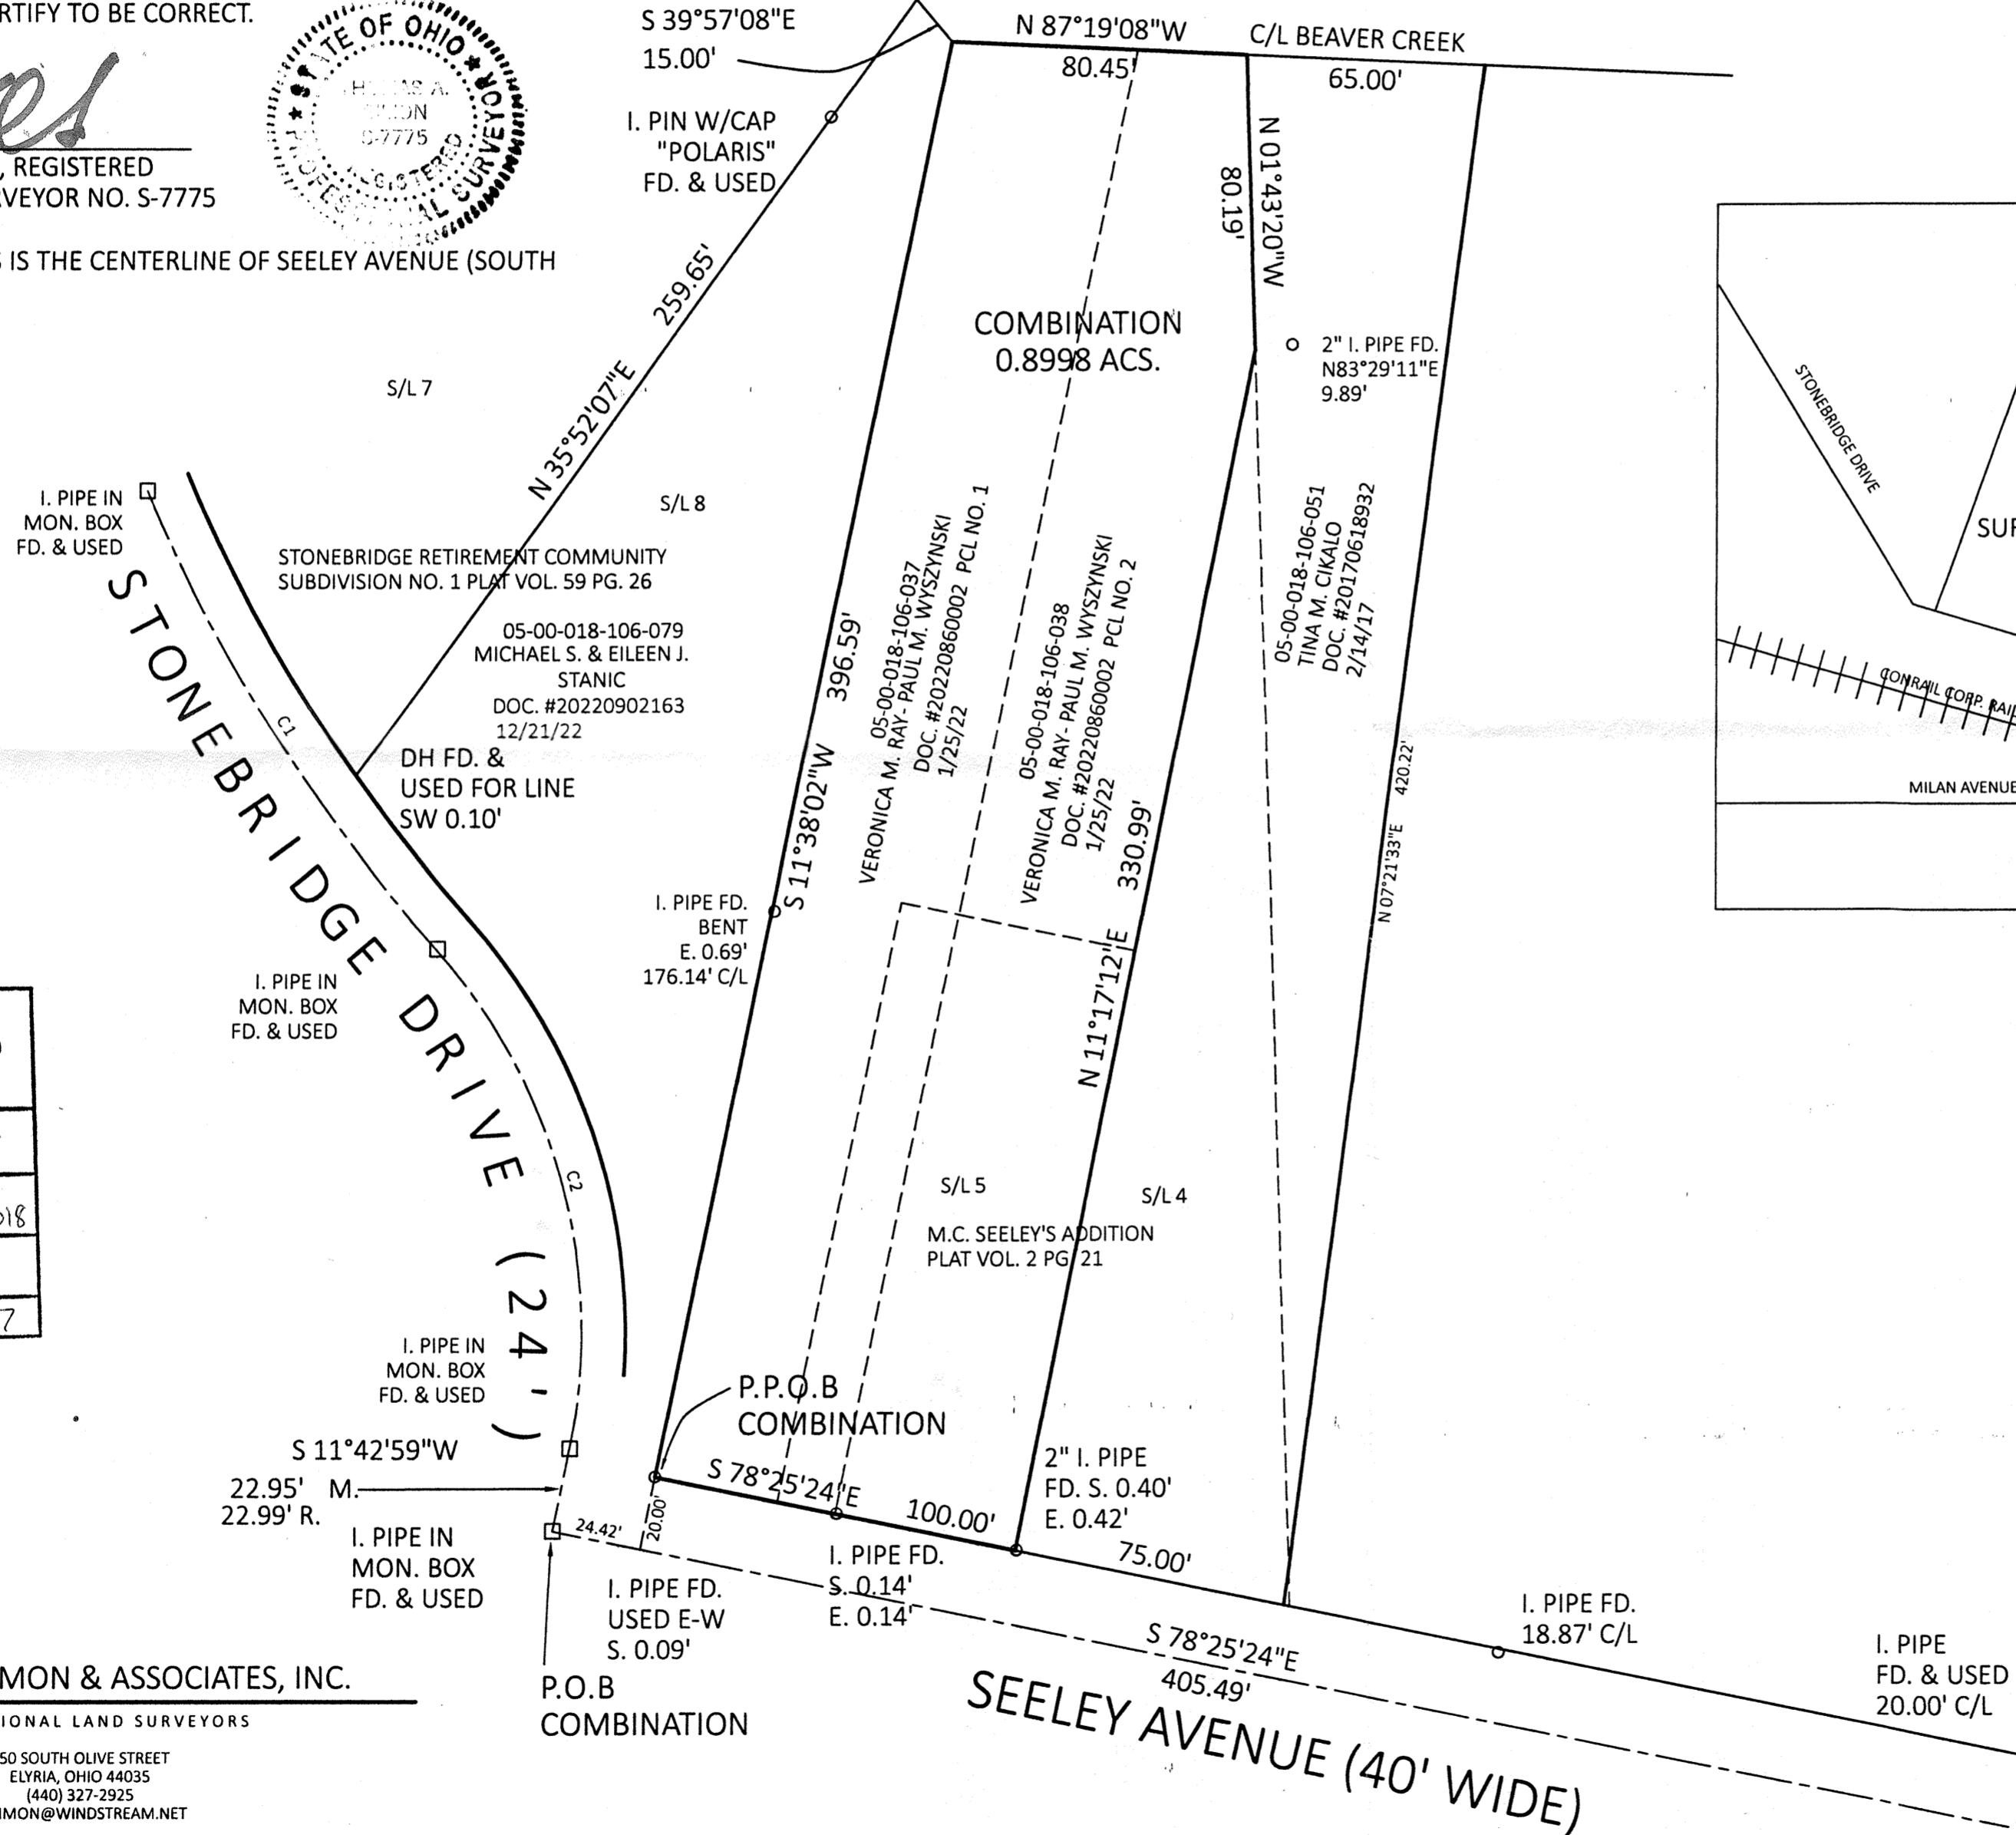 RTIFY TO BE CORRECT.
, REGISTERED
VEYOR NO. S-7775
STATE OF OHIO
S-7775
REGISTERED
PROFESSIONAL SURVEYOR
IS THE CENTERLINE OF SEELEY AVENUE (SOUTH
S 39°57'08"E
15.00'
N 87°19'08"W
C/L BEAVER CREEK
80.45'
65.00'
I. PIN W/CAP
"POLARIS"
FD. & USED
N 01°43'20"W
80.19'
259.65'
N 35°52'07"E
COMBINATION
0.8998 ACS.
2" I. PIPE FD.
N83°29'11"E
9.89'
S/L 7
S/L 8
I. PIPE IN
MON. BOX
FD. & USED
STONEBRIDGE RETIREMENT COMMUNITY
SUBDIVISION NO. 1 PLAT VOL. 59 PG. 26
05-00-018-106-079
MICHAEL S. & EILEEN J.
STANIC
DOC. #20220902163
12/21/22
DH FD. &
USED FOR LINE
SW 0.10'
STONEBRIDGE DRIVE (24')
C1
C2
396.59'
S 11°38'02"W
05-00-018-106-037
VERONICA M. RAY- PAUL M. WYSZYNSKI
DOC. #20220860002 PCL NO. 1
1/25/22
05-00-018-106-038
VERONICA M. RAY- PAUL M. WYSZYNSKI
DOC. #20220860002 PCL NO. 2
1/25/22
330.99'
N 11°17'12"E
05-00-018-106-051
TINA M. CIKALO
DOC. #20170618932
2/14/17
N 07°21'33"E 420.22'
STONEBRIDGE DRIVE
SUR
CONRAIL CORP. RAIL
MILAN AVENUE
I. PIPE FD.
BENT
E. 0.69'
176.14' C/L
I. PIPE IN
MON. BOX
FD. & USED
018
7
S/L 5
S/L 4
M.C. SEELEY'S ADDITION
PLAT VOL. 2 PG. 21
I. PIPE IN
MON. BOX
FD. & USED
P.P.O.B
COMBINATION
S 11°42'59"W
22.95' M.
22.99' R.
I. PIPE IN
MON. BOX
FD. & USED
24.42'
20.00'
S 78°25'24"E
100.00'
2" I. PIPE
FD. S. 0.40'
E. 0.42'
75.00'
I. PIPE FD.
USED E-W
S. 0.09'
I. PIPE FD.
S. 0.14'
E. 0.14'
P.O.B
COMBINATION
S 78°25'24"E
405.49'
SEELEY AVENUE (40' WIDE)
I. PIPE FD.
18.87' C/L
I. PIPE
FD. & USED
20.00' C/L
MON & ASSOCIATES, INC.
IONAL LAND SURVEYORS
50 SOUTH OLIVE STREET
ELYRIA, OHIO 44035
(440) 327-2925
IMON@WINDSTREAM.NET